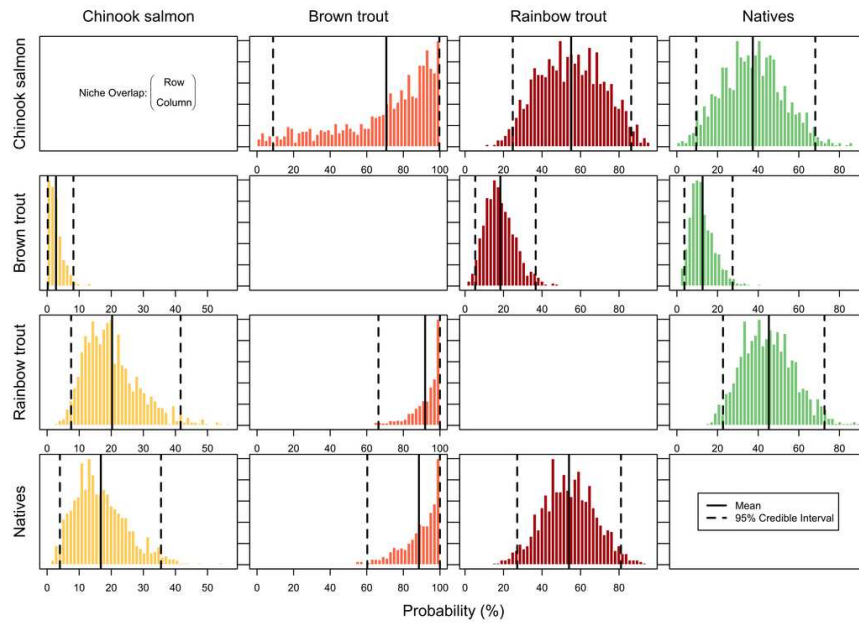 Chinook salmon Brown trout Rainbow trout Natives
Chinook salmon
Niche Overlap: ( Row
Column )
0 20 40 60 80 100 0 20 40 60 80 0 20 40 60 80
Brown trout
0 10 20 30 40 50 0 20 40 60 80 0 20 40 60 80
Rainbow trout
0 10 20 30 40 50 0 20 40 60 80 100 0 20 40 60 80
Natives
Mean
95% Credible Interval
0 10 20 30 40 50 0 20 40 60 80 100 0 20 40 60 80
Probability (%)